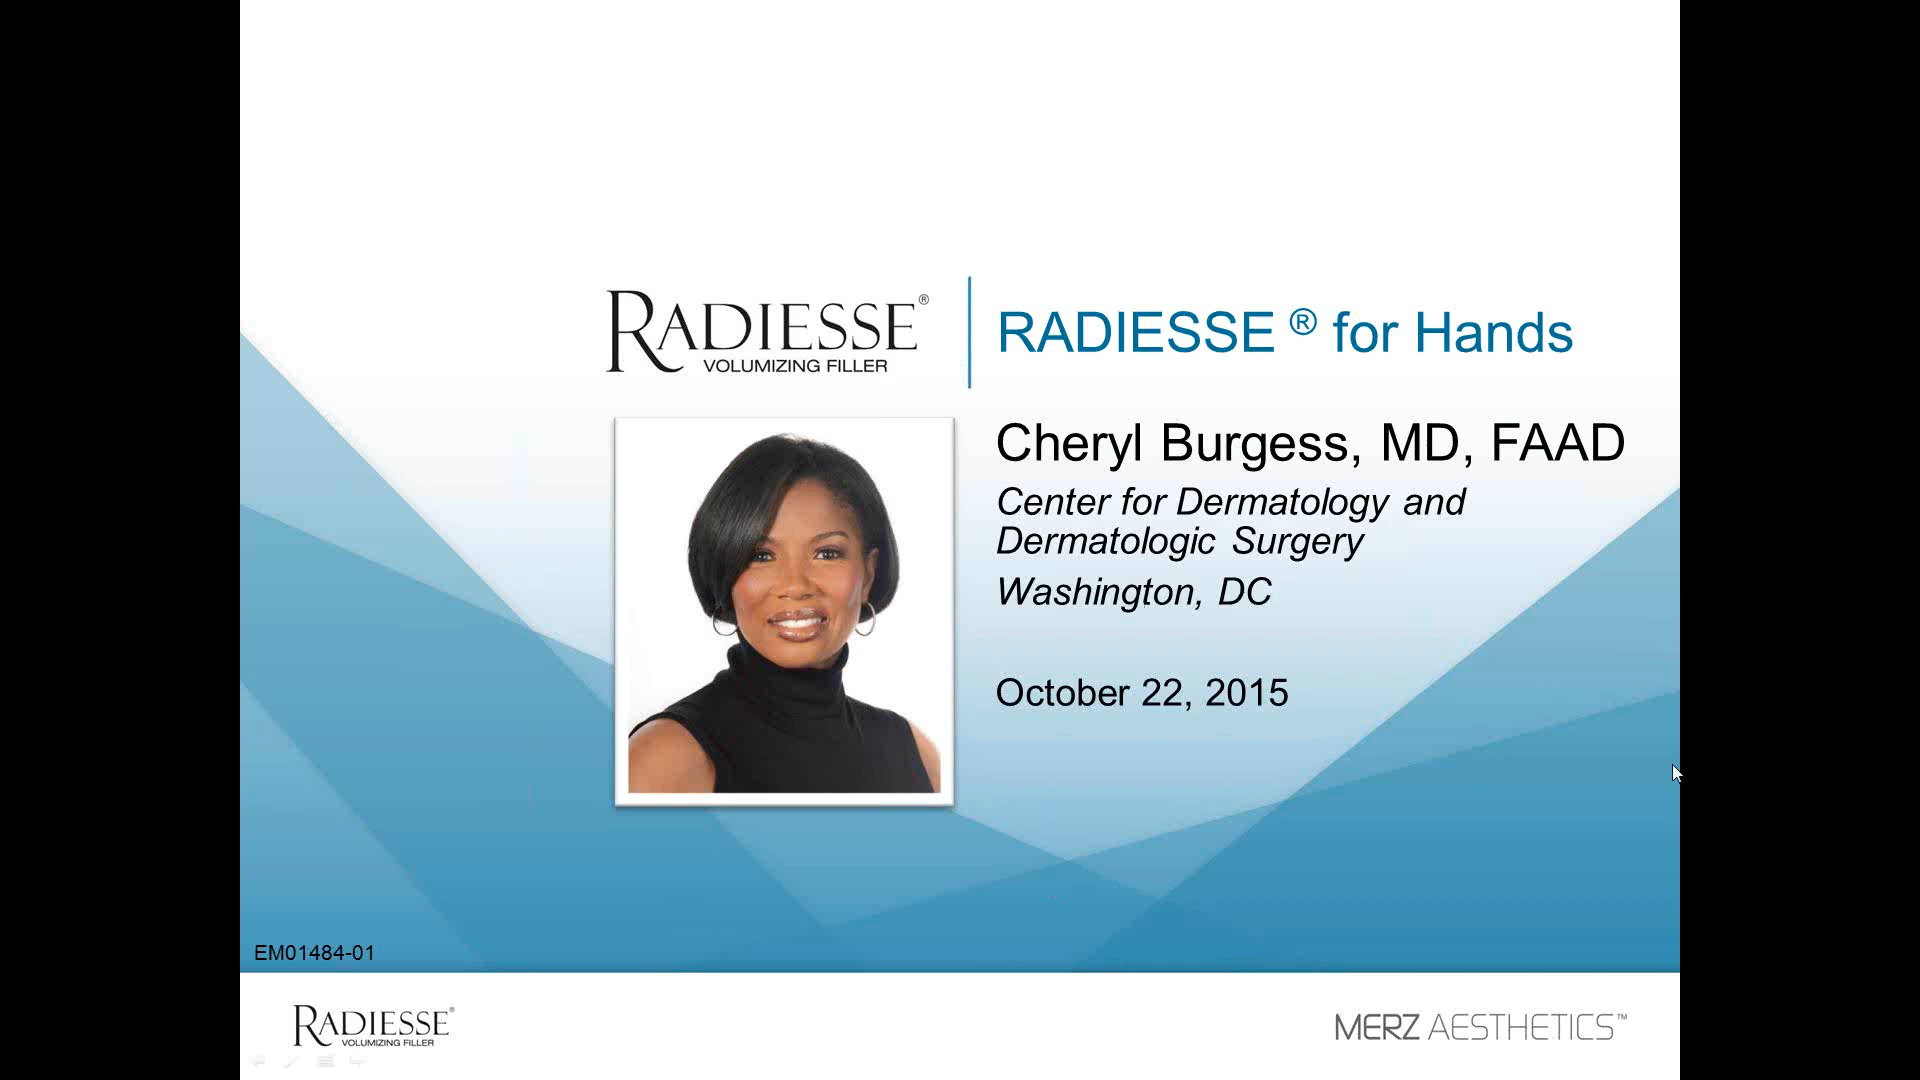 RADIESSE®
VOLUMIZING FILLER
RADIESSE ® for Hands
Cheryl Burgess, MD, FAAD
Center for Dermatology and
Dermatologic Surgery
Washington, DC
October 22, 2015
EM01484-01
RADIESSE®
VOLUMIZING FILLER
MERZ AESTHETICS™